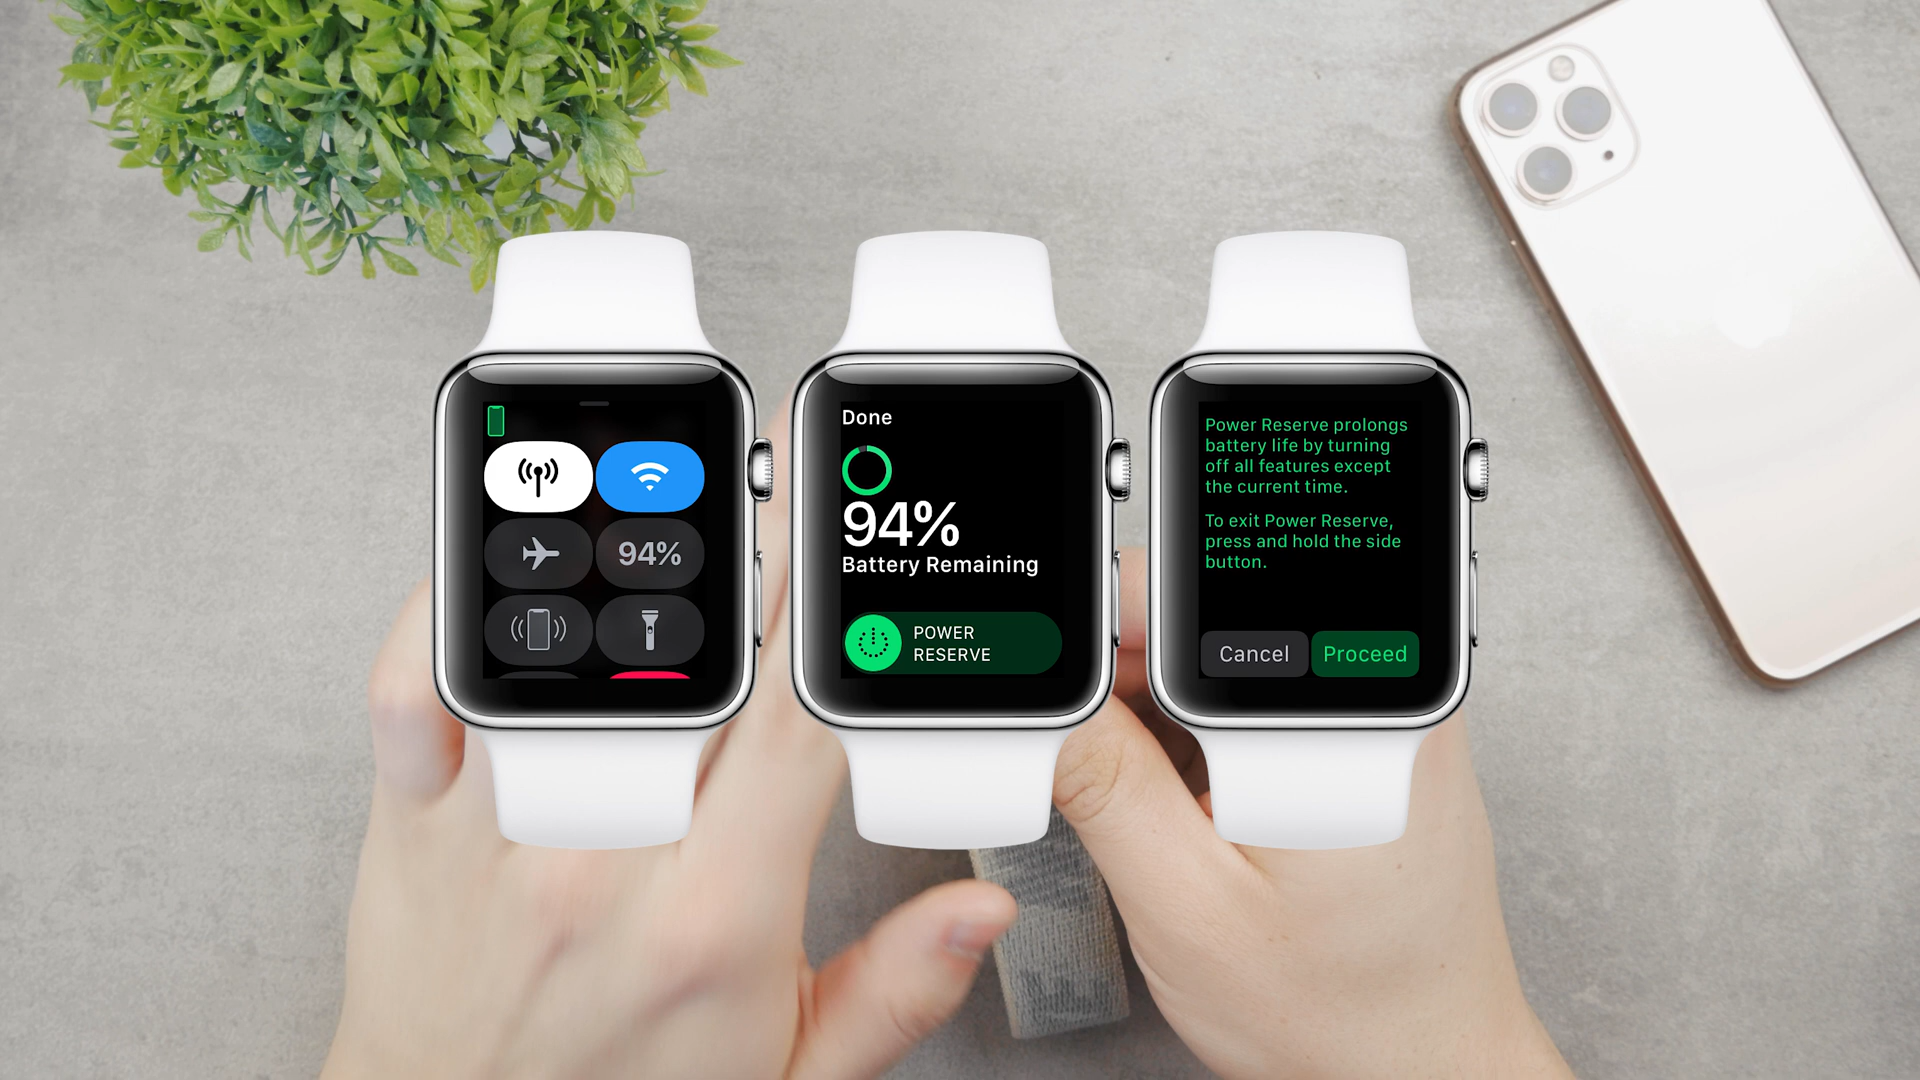 94%
Done
94%
Battery Remaining
POWER
RESERVE
Power Reserve prolongs
battery life by turning
off all features except
the current time.
To exit Power Reserve,
press and hold the side
button.
Cancel
Proceed